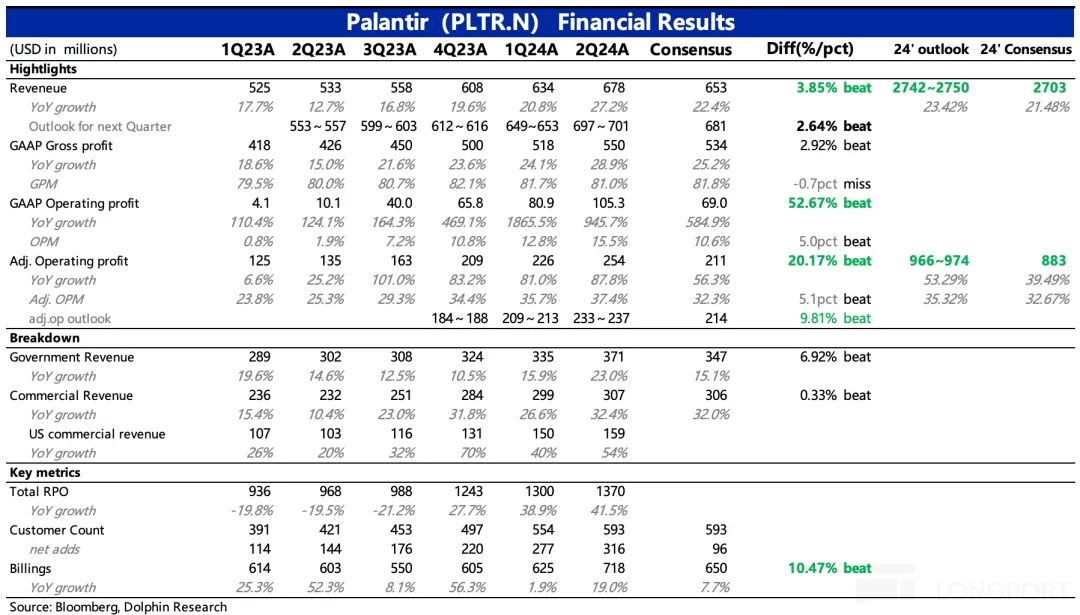 Palantir (PLTR.N) Financial Results
(USD in millions) 1Q23A 2Q23A 3Q23A 4Q23A 1Q24A 2Q24A Consensus Diff(%/pct) 24' outlook 24' Consensus
Highlights
Reveneue 525 533 558 608 634 678 653 3.85% beat 2742~2750 2703
YoY growth 17.7% 12.7% 16.8% 19.6% 20.8% 27.2% 22.4% 23.42% 21.48%
Outlook for next Quarter 553~557 599~603 612~616 649~653 697~701 681 2.64% beat
GAAP Gross profit 418 426 450 500 518 550 534 2.92% beat
YoY growth 18.6% 15.0% 21.6% 23.6% 24.1% 28.9% 25.2%
GPM 79.5% 80.0% 80.7% 82.1% 81.7% 81.0% 81.8% -0.7pct miss
GAAP Operating profit 4.1 10.1 40.0 65.8 80.9 105.3 69.0 52.67% beat
YoY growth 110.4% 124.1% 164.3% 469.1% 1865.5% 945.7% 584.9%
OPM 0.8% 1.9% 7.2% 10.8% 12.8% 15.5% 10.6% 5.0pct beat
Adj. Operating profit 125 135 163 209 226 254 211 20.17% beat 966~974 883
YoY growth 6.6% 25.2% 101.0% 83.2% 81.0% 87.8% 56.3% 53.29% 39.49%
Adj. OPM 23.8% 25.3% 29.3% 34.4% 35.7% 37.4% 32.3% 5.1pct beat 35.32% 32.67%
adj.op outlook 184~188 209~213 233~237 214 9.81% beat
Breakdown
Government Revenue 289 302 308 324 335 371 347 6.92% beat
YoY growth 19.6% 14.6% 12.5% 10.5% 15.9% 23.0% 15.1%
Commercial Revenue 236 232 251 284 299 307 306 0.33% beat
YoY growth 15.4% 10.4% 23.0% 31.8% 26.6% 32.4% 32.0%
US commercial revenue 107 103 116 131 150 159
YoY growth 26% 20% 32% 70% 40% 54%
Key metrics
Total RPO 936 968 988 1243 1300 1370
YoY growth -19.8% -19.5% -21.2% 27.7% 38.9% 41.5%
Customer Count 391 421 453 497 554 593 593
net adds 114 144 176 220 277 316 96
Billings 614 603 550 605 625 718 650 10.47% beat
YoY growth 25.3% 52.3% 8.1% 56.3% 1.9% 19.0% 7.7%
LONGPORT
Source: Bloomberg, Dolphin Research